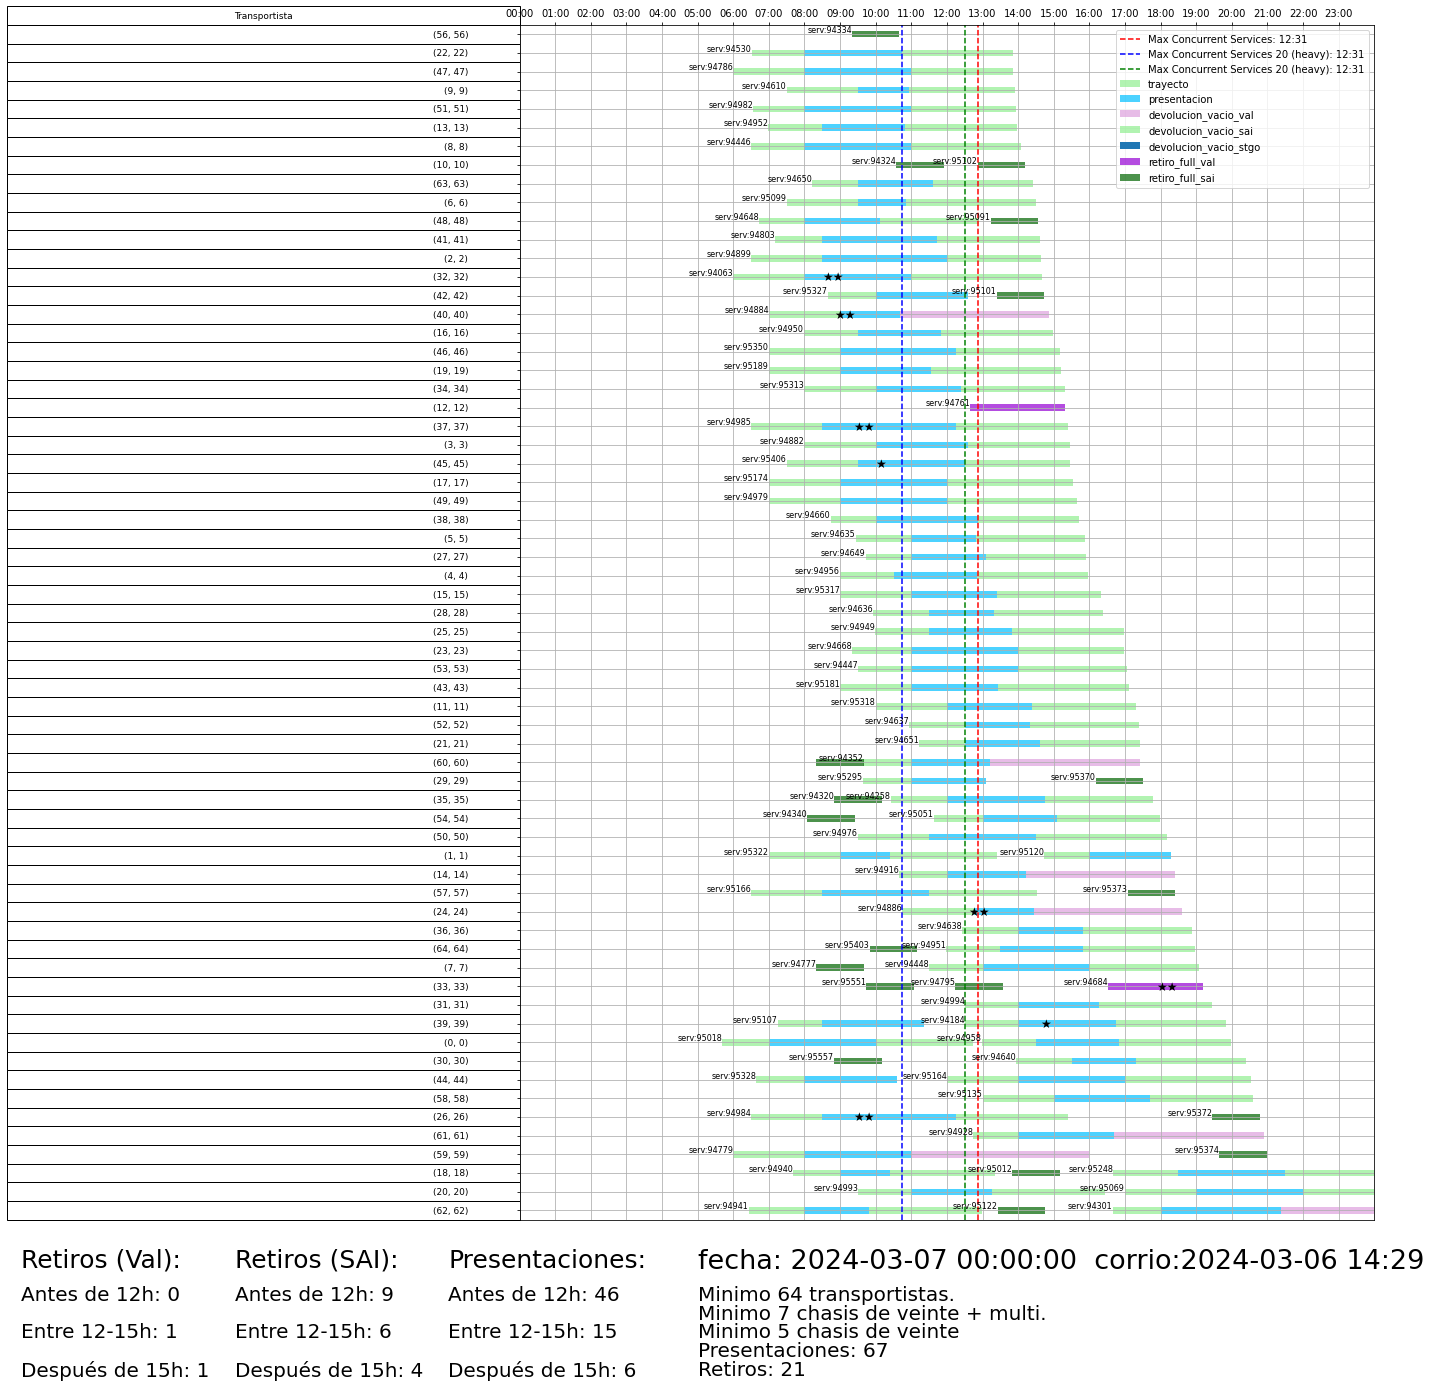 Transportista
00:00 01:00 02:00 03:00 04:00 05:00 06:00 07:00 08:00 09:00 10:00 11:00 12:00 13:00 14:00 15:00 16:00 17:00 18:00 19:00 20:00 21:00 22:00 23:00
Max Concurrent Services: 12:31
Max Concurrent Services 20 (heavy): 12:31
Max Concurrent Services 20 (heavy): 12:31
trayecto
presentacion
devolucion_vacio_val
devolucion_vacio_sai
devolucion_vacio_stgo
retiro_full_val
retiro_full_sai
(56, 56) serv:94334
(22, 22) serv:94530
(47, 47) serv:94786
(9, 9) serv:94610
(51, 51) serv:94982
(13, 13) serv:94952
(8, 8) serv:94446
(10, 10) serv:94324 serv:95102
(63, 63) serv:94650
(6, 6) serv:95099
(48, 48) serv:94648 serv:95091
(41, 41) serv:94803
(2, 2) serv:94899
(32, 32) serv:94063
(42, 42) serv:95327 serv:95101
(40, 40) serv:94884
(16, 16) serv:94950
(46, 46) serv:95350
(19, 19) serv:95189
(34, 34) serv:95313
(12, 12) serv:94761
(37, 37) serv:94985
(3, 3) serv:94882
(45, 45) serv:95406
(17, 17) serv:95174
(49, 49) serv:94979
(38, 38) serv:94660
(5, 5) serv:94635
(27, 27) serv:94649
(4, 4) serv:94956
(15, 15) serv:95317
(28, 28) serv:94636
(25, 25) serv:94949
(23, 23) serv:94668
(53, 53) serv:94447
(43, 43) serv:95181
(11, 11) serv:95318
(52, 52) serv:94637
(21, 21) serv:94651
(60, 60) serv:94352
(29, 29) serv:95295 serv:95370
(35, 35) serv:94320 serv:94258
(54, 54) serv:94340 serv:95051
(50, 50) serv:94976
(1, 1) serv:95322 serv:95120
(14, 14) serv:94916
(57, 57) serv:95166 serv:95373
(24, 24) serv:94886
(36, 36) serv:94638
(64, 64) serv:95403 serv:94951
(7, 7) serv:94777 serv:94448
(33, 33) serv:95551 serv:94795 serv:94684
(31, 31) serv:94994
(39, 39) serv:95107 serv:94184
(0, 0) serv:95018 serv:94958
(30, 30) serv:95557 serv:94640
(44, 44) serv:95328 serv:95164
(58, 58) serv:95135
(26, 26) serv:94984 serv:95372
(61, 61) serv:94928
(59, 59) serv:94779 serv:95374
(18, 18) serv:94940 serv:95012 serv:95248
(20, 20) serv:94993 serv:95069
(62, 62) serv:94941 serv:95122 serv:94301
Retiros (Val): Retiros (SAI): Presentaciones: fecha: 2024-03-07 00:00:00 corrio:2024-03-06 14:29
Antes de 12h: 0 Antes de 12h: 9 Antes de 12h: 46 Minimo 64 transportistas.
Minimo 7 chasis de veinte + multi.
Entre 12-15h: 1 Entre 12-15h: 6 Entre 12-15h: 15 Minimo 5 chasis de veinte
Presentaciones: 67
Después de 15h: 1 Después de 15h: 4 Después de 15h: 6 Retiros: 21